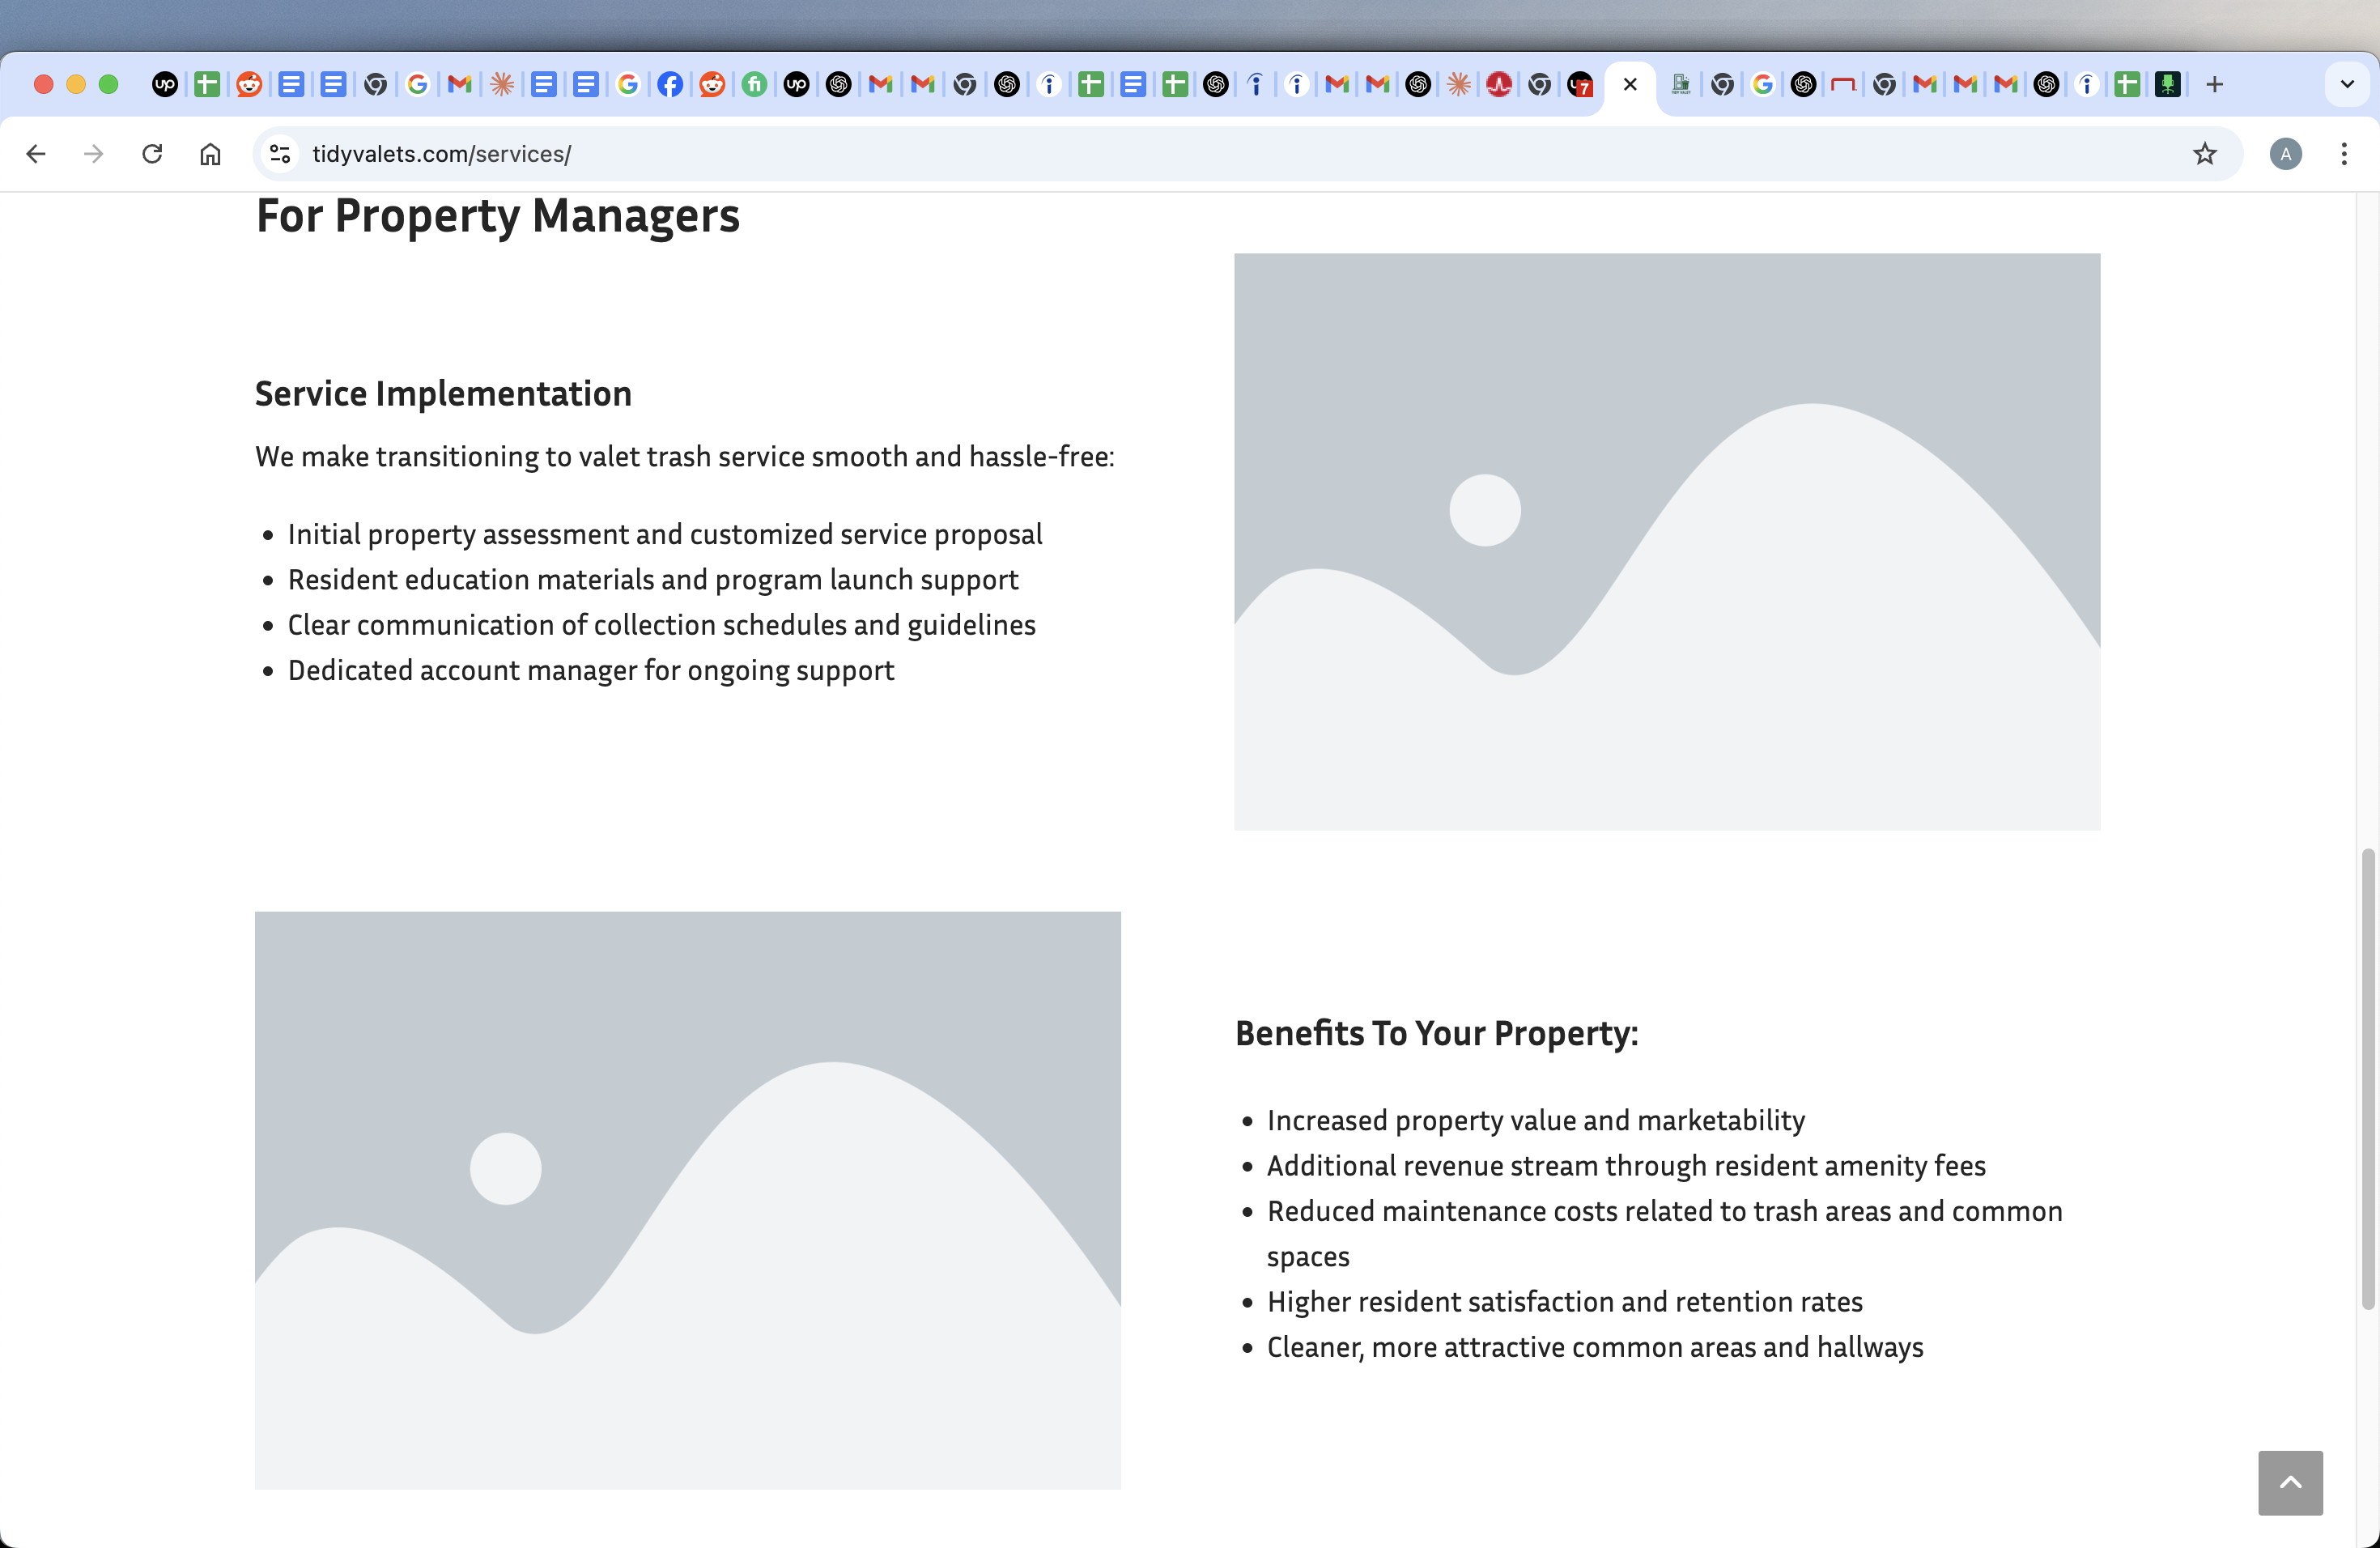 tidyvalets.com/services/
A
7
For Property Managers
Service Implementation
We make transitioning to valet trash service smooth and hassle-free:
• Initial property assessment and customized service proposal
• Resident education materials and program launch support
• Clear communication of collection schedules and guidelines
• Dedicated account manager for ongoing support
Benefits To Your Property:
• Increased property value and marketability
• Additional revenue stream through resident amenity fees
• Reduced maintenance costs related to trash areas and common
spaces
• Higher resident satisfaction and retention rates
• Cleaner, more attractive common areas and hallways